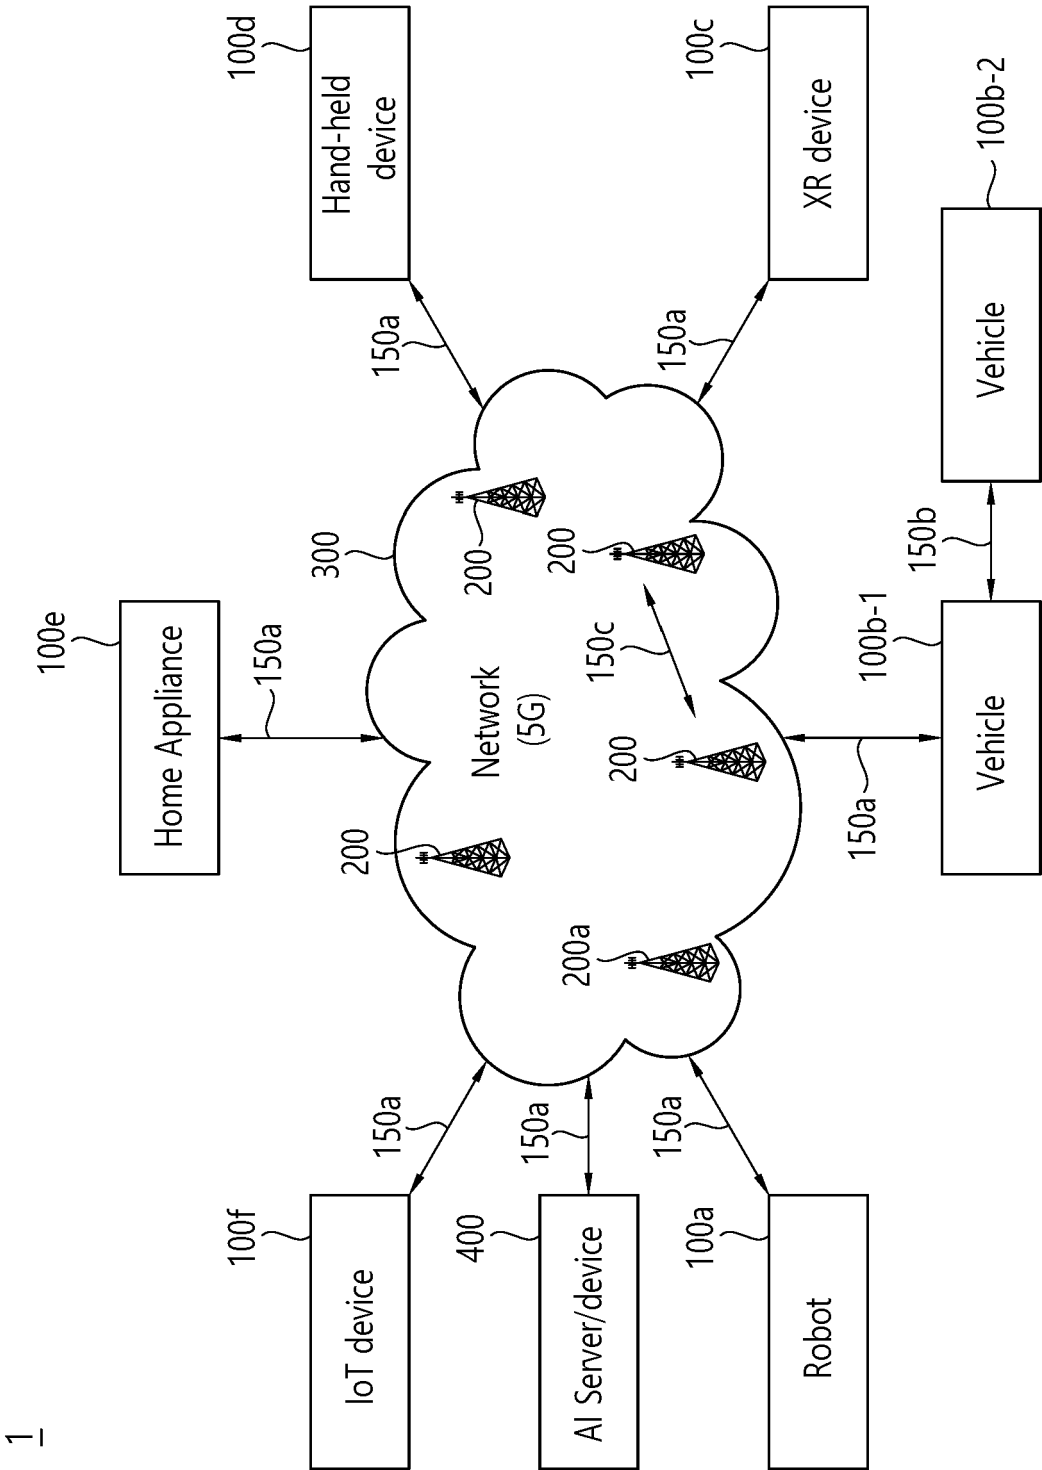 1
100e
Home Appliance
100f
100d
150a
300
Hand-held
device
IoT device
200
150a
150a
400
200
Network
(5G)
150a
200
200a
AI Server/device
150c
200
150a
150a
100a
100c
Robot
XR device
150a
100b-1
150b
100b-2
Vehicle
Vehicle